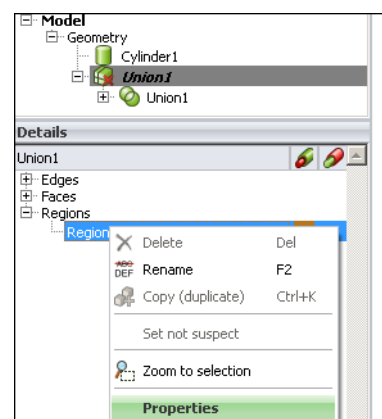 Model
Geometry
Cylinder1
Union1
Union1
Details
Union1
Edges
Faces
Regions
Region
Delete Del
ABC
DEF
Rename F2
Copy (duplicate) Ctrl+K
Set not suspect
Zoom to selection
Properties